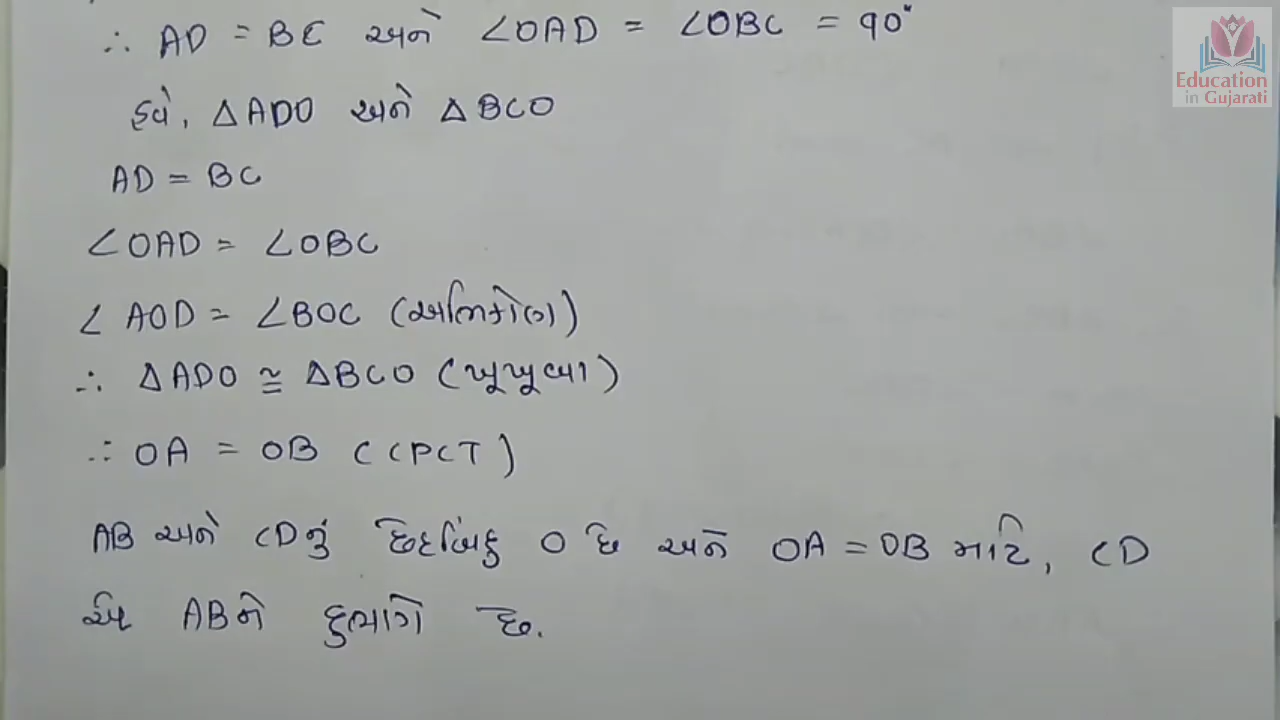 ∴ AD = BC અને ∠OAD = ∠OBC = 90°
Education
in Gujarati
હવે, △ADO અને △BCO
AD = BC
∠OAD = ∠OBC
∠AOD = ∠BOC (અભિકોણ)
∴ △ADO ≅ △BCO (ખૂખૂબા)
∴ OA = OB (CPCT)
AB અને CDનું છેદબિંદુ O છે અને OA = OB માટે, CD
એ ABને દુભાગે છે.